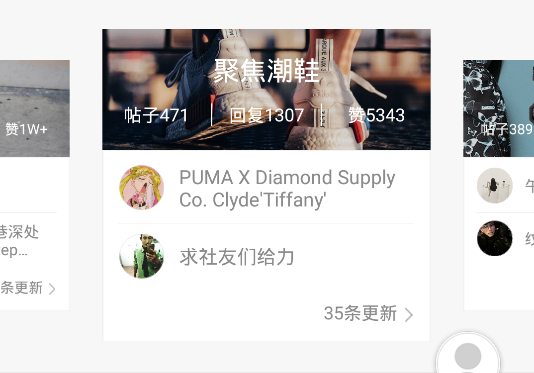 聚焦潮鞋
帖子471
回复1307
赞5343
PUMA X Diamond Supply
Co. Clyde'Tiffany'
求社友们给力
35条更新
赞1W+
巷深处
ep...
条更新
帖子389
午